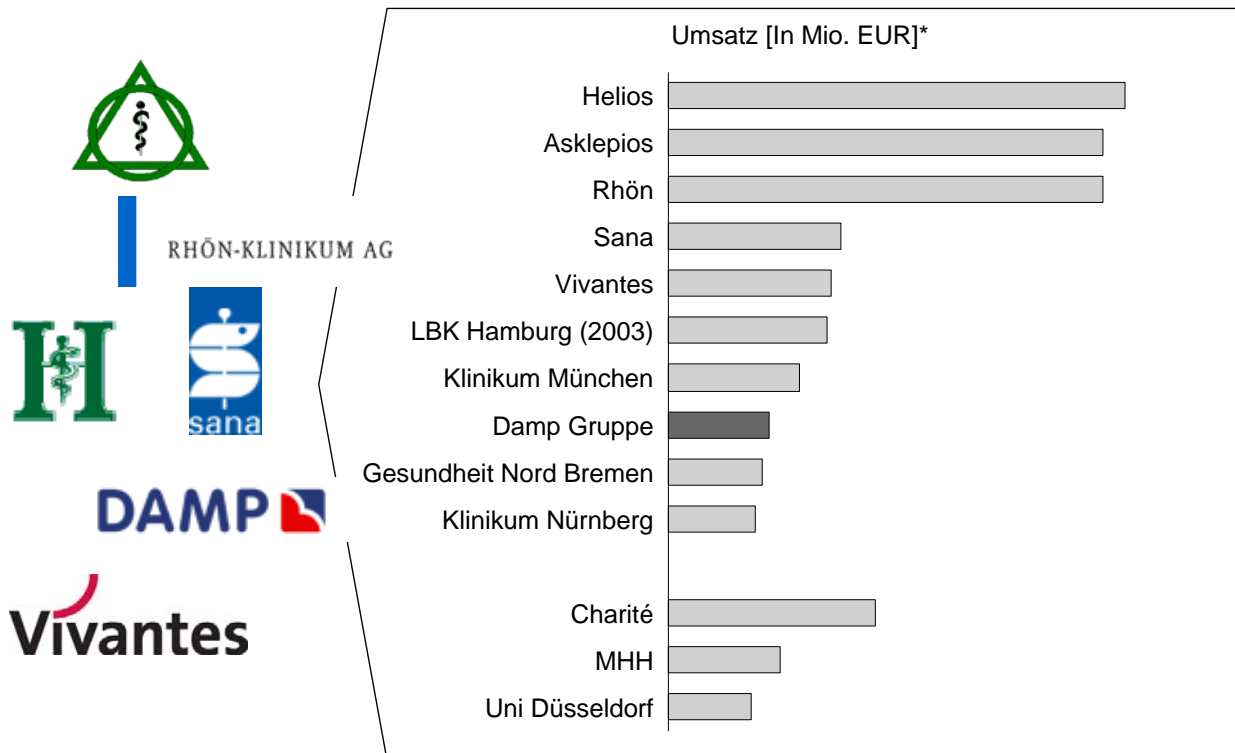 Umsatz [In Mio. EUR]*
Helios
Asklepios
Rhön
Sana
Vivantes
LBK Hamburg (2003)
Klinikum München
Damp Gruppe
Gesundheit Nord Bremen
Klinikum Nürnberg
Charité
MHH
Uni Düsseldorf
RHÖN-KLINIKUM AG
H
sana
DAMP
Vivantes